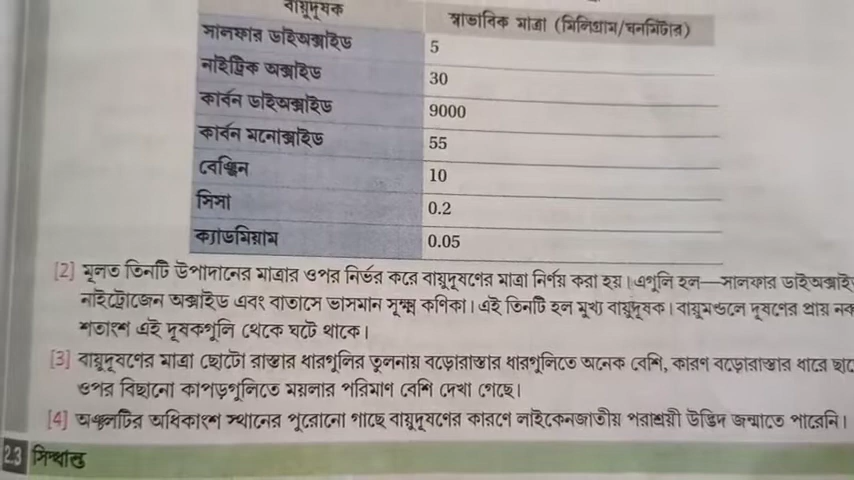 বায়ুদূষক	স্বাভাবিক মাত্রা (মিলিগ্রাম/ঘনমিটার)
সালফার ডাইঅক্সাইড	5
নাইট্রিক অক্সাইড	30
কার্বন ডাইঅক্সাইড	9000
কার্বন মনোক্সাইড	55
বেঞ্জিন	10
সিসা	0.2
ক্যাডমিয়াম	0.05
[2] মূলত তিনটি উপাদানের মাত্রার ওপর নির্ভর করে বায়ুদূষণের মাত্রা নির্ণয় করা হয়। এগুলি হল—সালফার ডাইঅক্সাই
নাইট্রোজেন অক্সাইড এবং বাতাসে ভাসমান সূক্ষ্ম কণিকা। এই তিনটি হল মুখ্য বায়ুদূষক। বায়ুমণ্ডলে দূষণের প্রায়
শতাংশ এই দূষকগুলি থেকে ঘটে থাকে।
[3] বায়ুদূষণের মাত্রা ছোটো রাস্তার ধারগুলির তুলনায় বড়োরাস্তার ধারগুলিতে অনেক বেশি, কারণ বড়োরাস্তার ধারে
ওপর বিছানো কাপড়গুলিতে ময়লার পরিমাণ বেশি দেখা গেছে।
[4] অঞ্চলটির অধিকাংশ স্থানের পুরোনো গাছে বায়ুদূষণের কারণে লাইকেনজাতীয় পরাশ্রয়ী উদ্ভিদ জন্মাতে পারেনি।
2.3 সিদ্ধান্ত